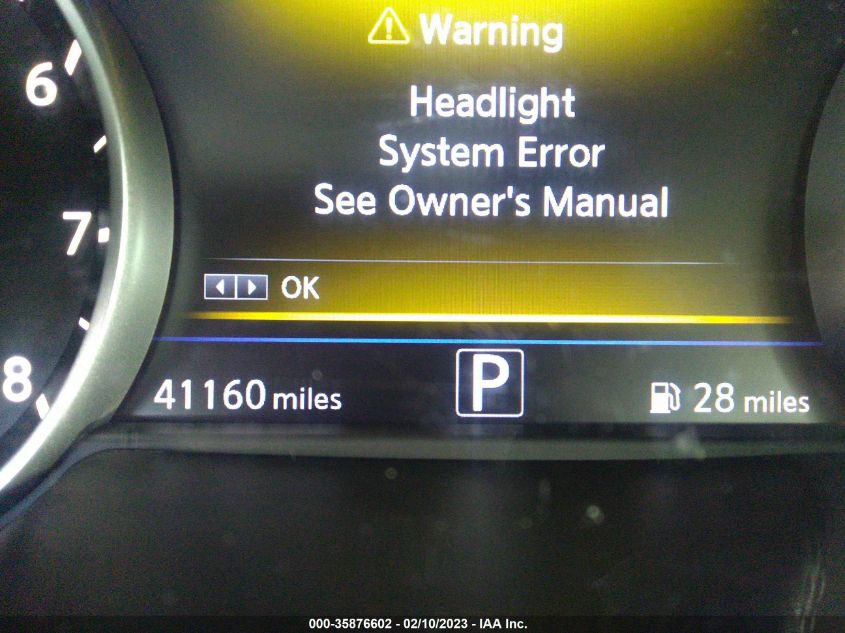 Warning
Headlight
System Error
See Owner's Manual
OK
6
7
8
41160 miles
P
28 miles
000-35876602 - 02/10/2023 - IAA Inc.